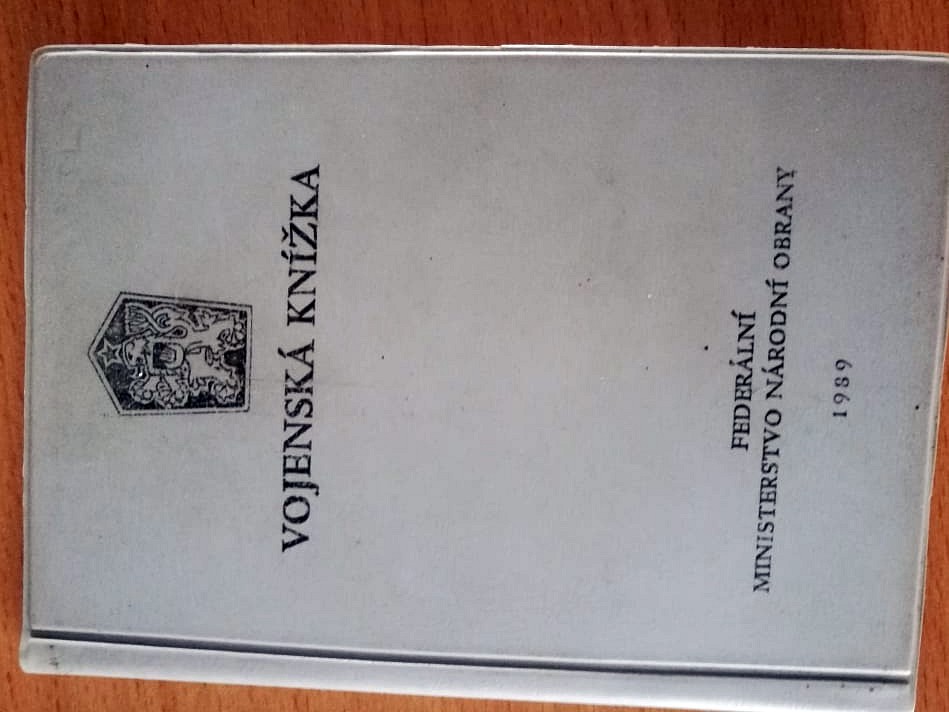 VOJENSKÁ KNÍŽKA
FEDERÁLNÍ
MINISTERSTVO NÁRODNÍ OBRANY
1989